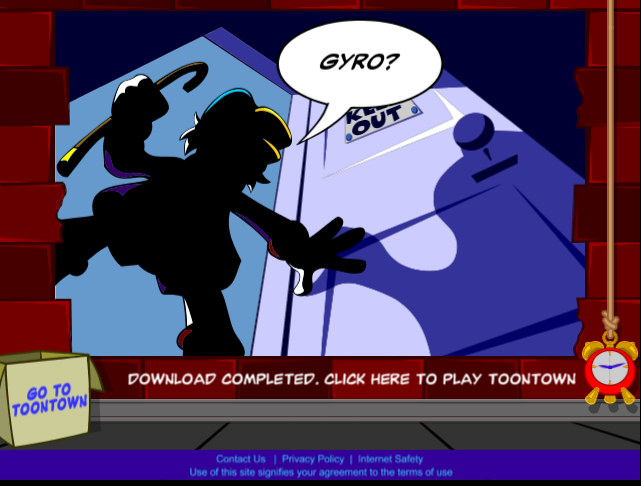 GYRO?
KEEP
OUT
DOWNLOAD COMPLETED. CLICK HERE TO PLAY TOONTOWN
GO TO
TOONTOWN
Contact Us | Privacy Policy | Internet Safety
Use of this site signifies your agreement to the terms of use